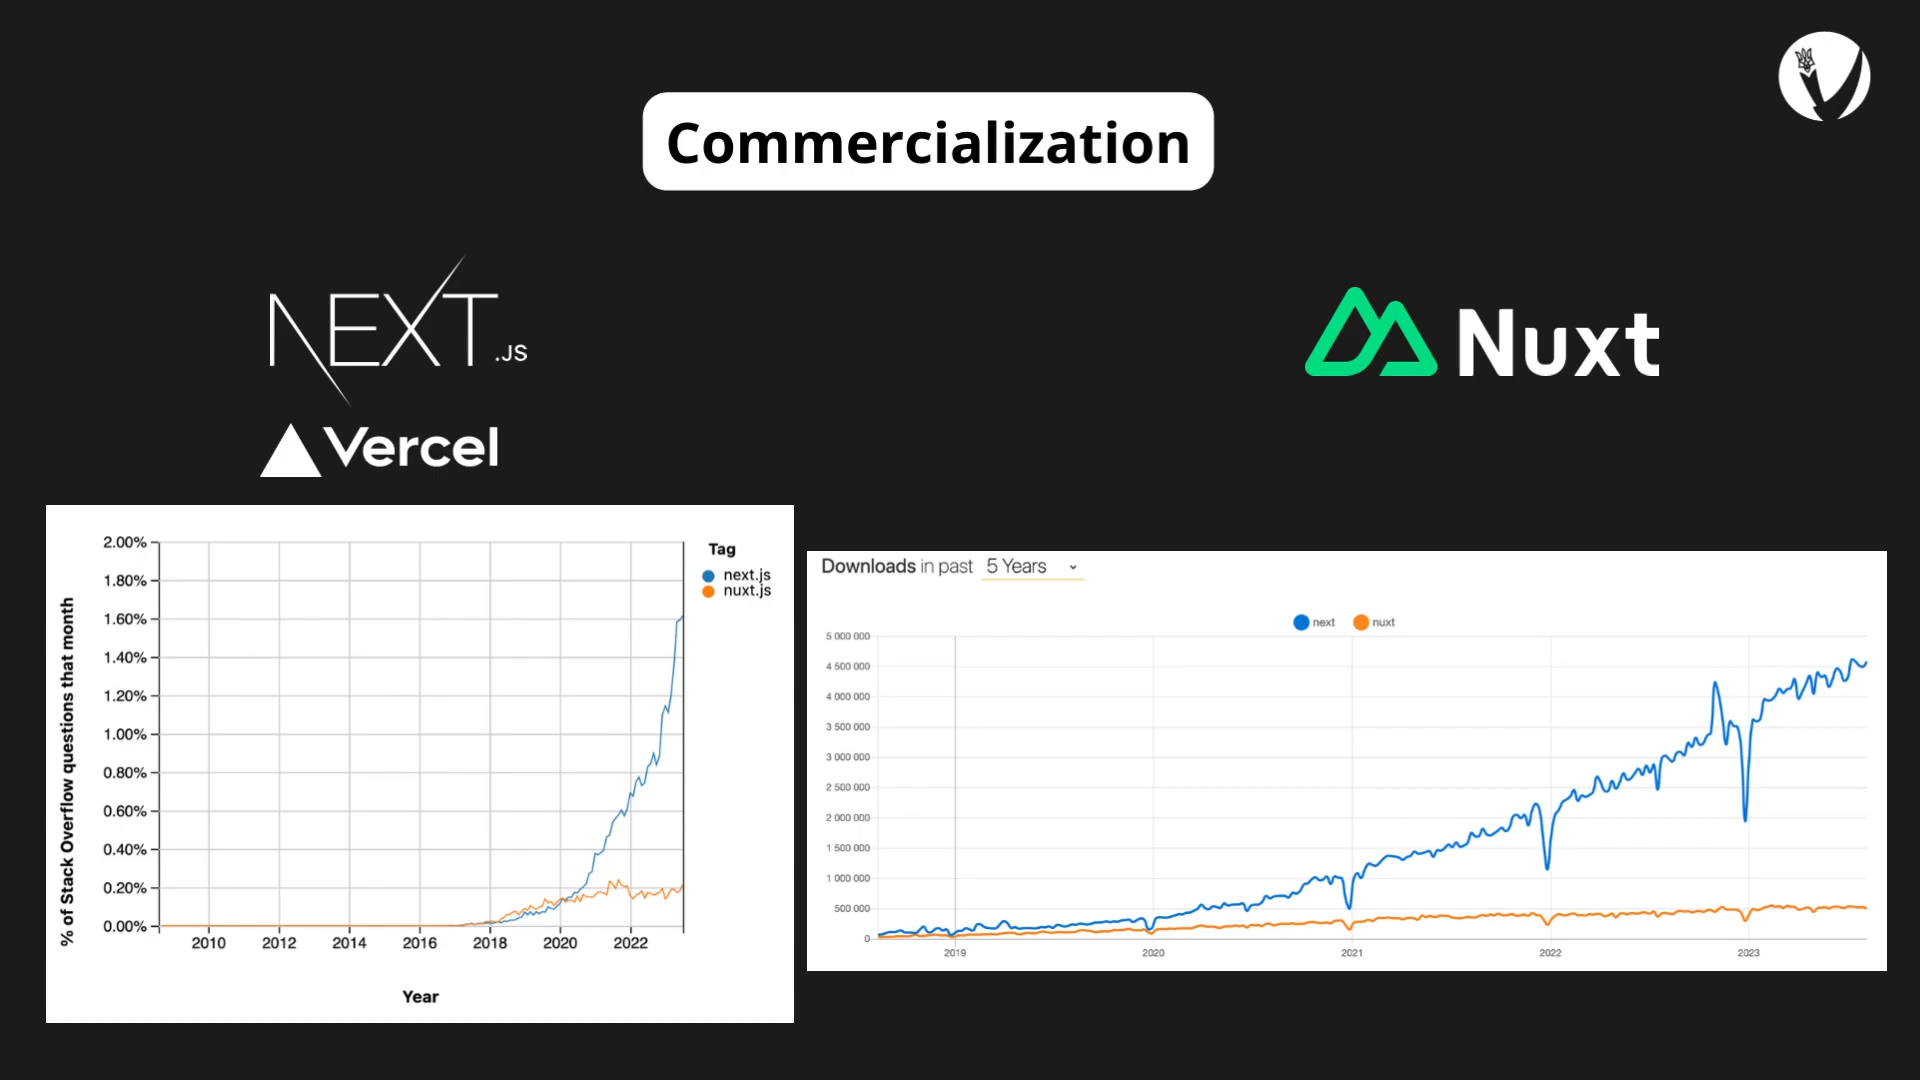 Commercialization
NEXT.JS
Vercel
Nuxt
2.00%
1.80%
1.60%
1.40%
1.20%
1.00%
0.80%
0.60%
0.40%
0.20%
0.00%
% of Stack Overflow questions that month
2010 2012 2014 2016 2018 2020 2022
Year
Tag
next.js
nuxt.js
Downloads in past 5 Years
next nuxt
5 000 000
4 500 000
4 000 000
3 500 000
3 000 000
2 500 000
2 000 000
1 500 000
1 000 000
500 000
0
2019 2020 2021 2022 2023